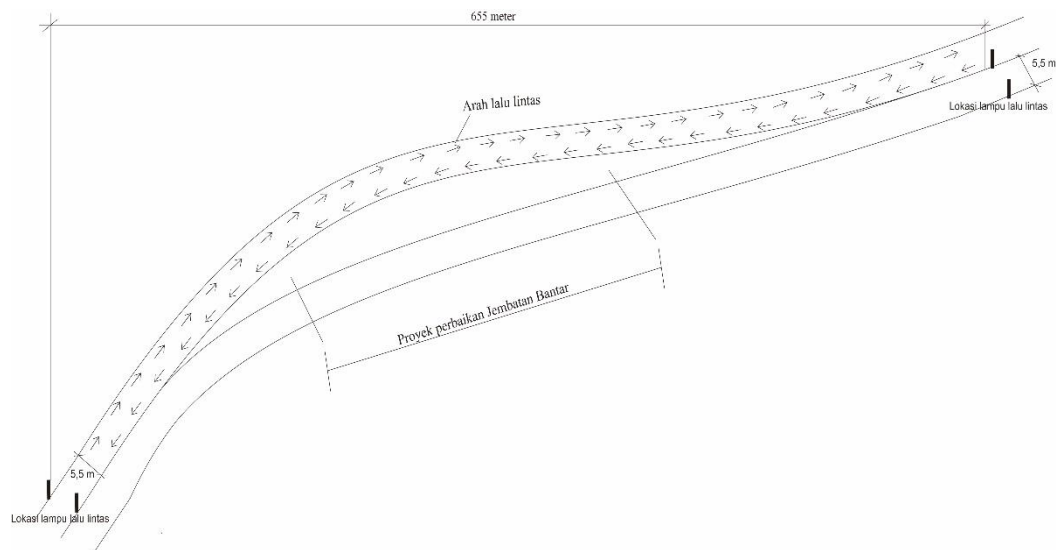 655 meter
Arah lalu lintas
5,5 m
Lokasi lampu lalu lintas
Proyek perbaikan Jembatan Bantar
5,5 m
Lokasi lampu lalu lintas